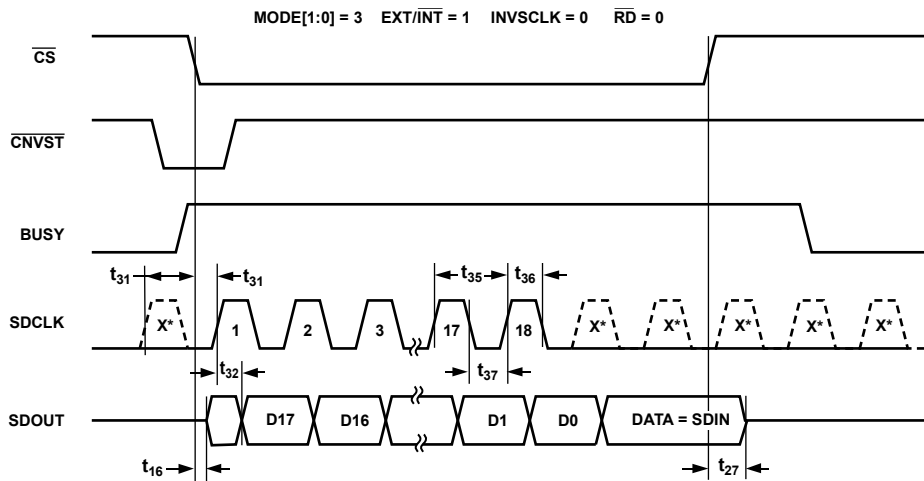 MODE[1:0] = 3 EXT/INT = 1 INVSCLK = 0 RD = 0
CS
CNVST
BUSY
t31 t31 t35 t36
SDCLK
X* 1 2 3 17 18 X* X* X* X* X*
t32 t37
SDOUT
D17 D16 D1 D0 DATA = SDIN
t16 t27